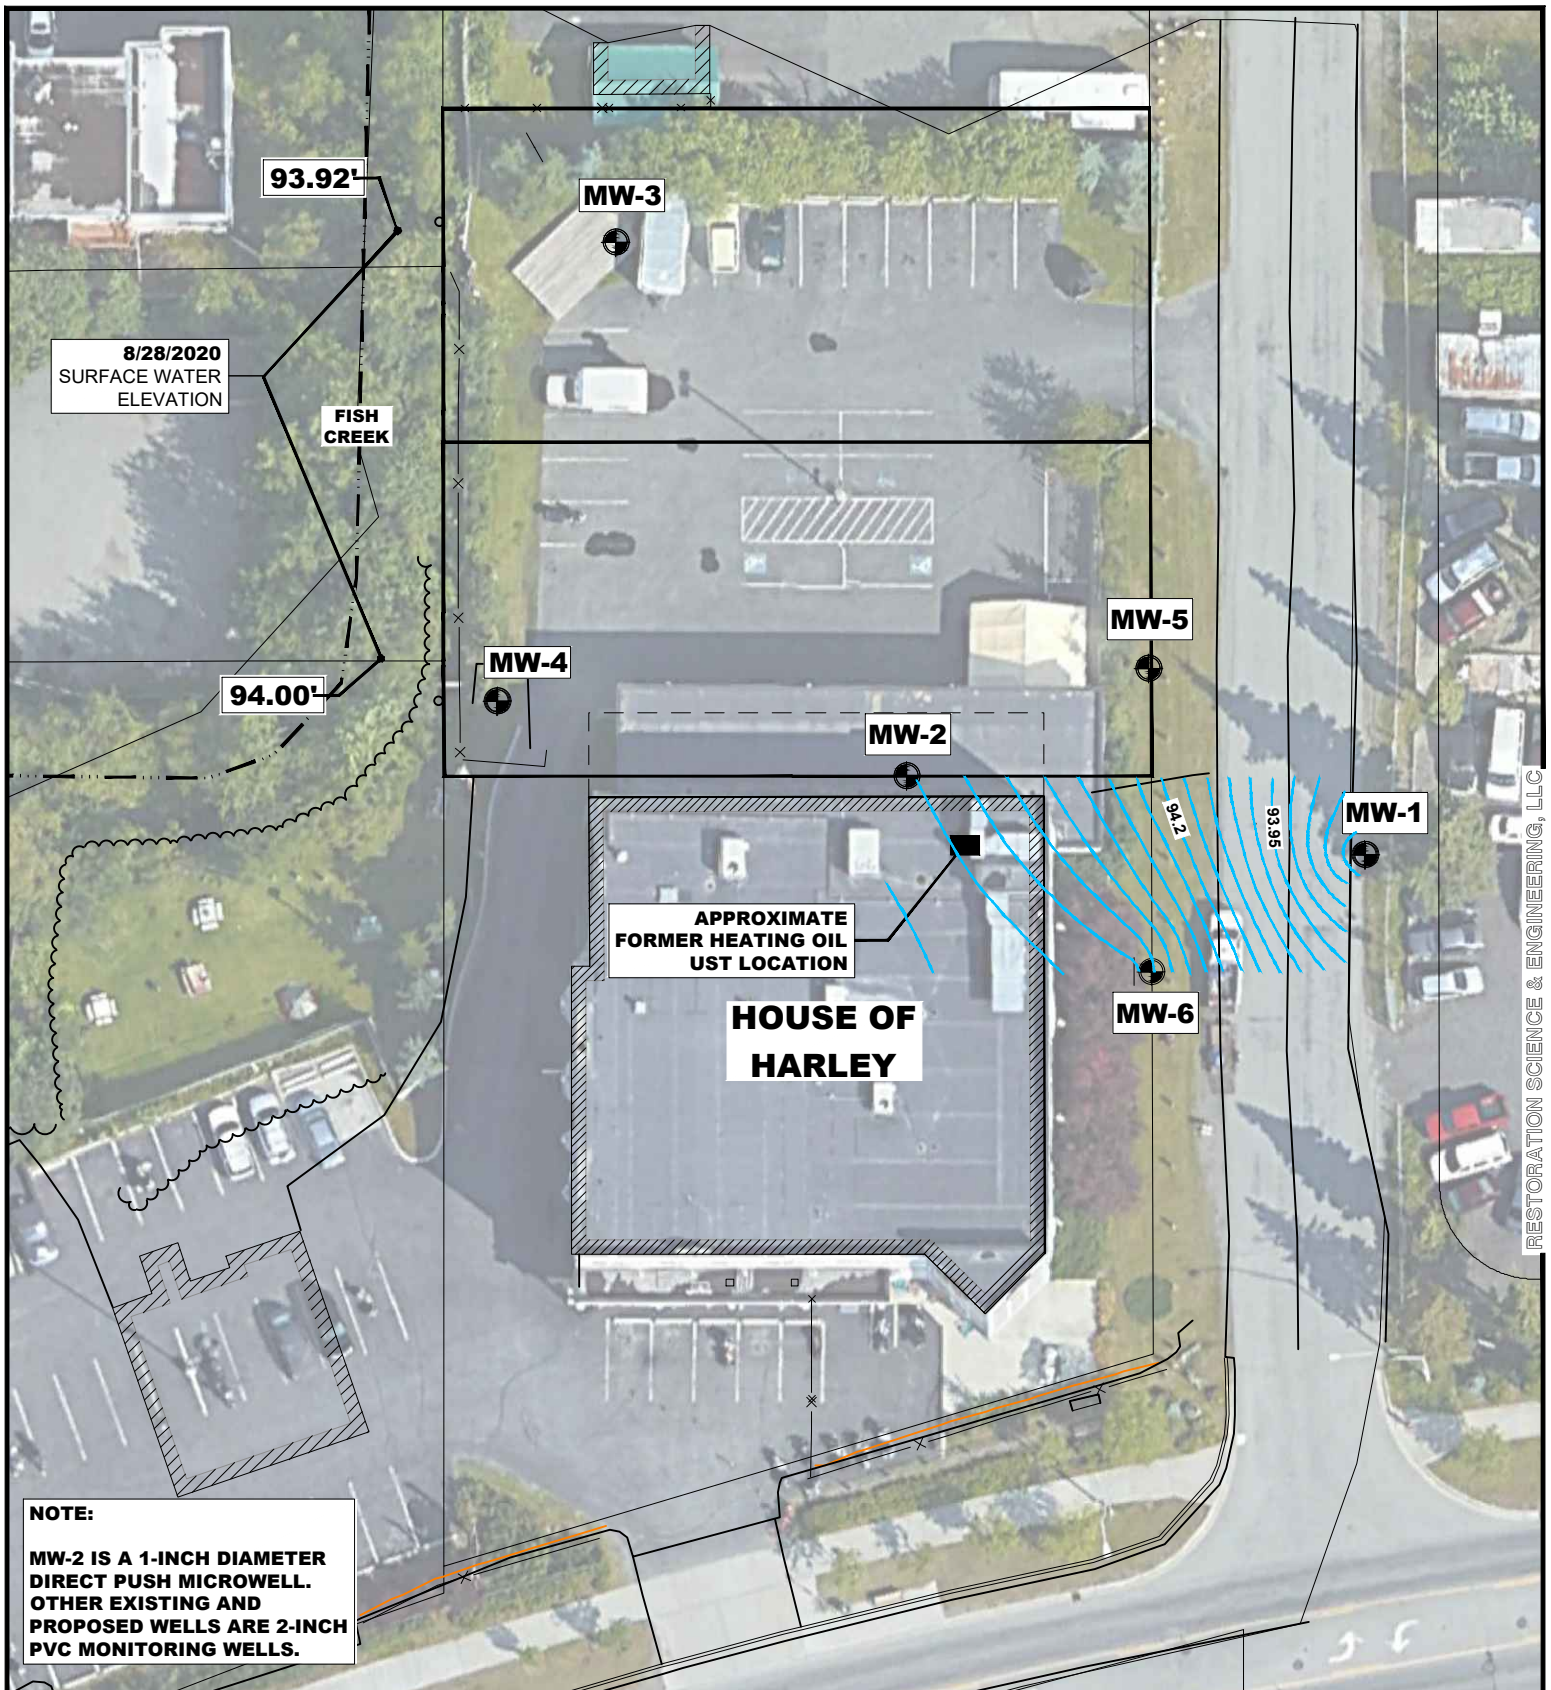 93.92'
MW-3
8/28/2020
SURFACE WATER
ELEVATION
FISH
CREEK
MW-5
MW-4
94.00'
MW-2
94.2
93.95
MW-1
APPROXIMATE
FORMER HEATING OIL
UST LOCATION
HOUSE OF
HARLEY
MW-6
RESTORATION SCIENCE & ENGINEERING, LLC
NOTE:
MW-2 IS A 1-INCH DIAMETER
DIRECT PUSH MICROWELL.
OTHER EXISTING AND
PROPOSED WELLS ARE 2-INCH
PVC MONITORING WELLS.